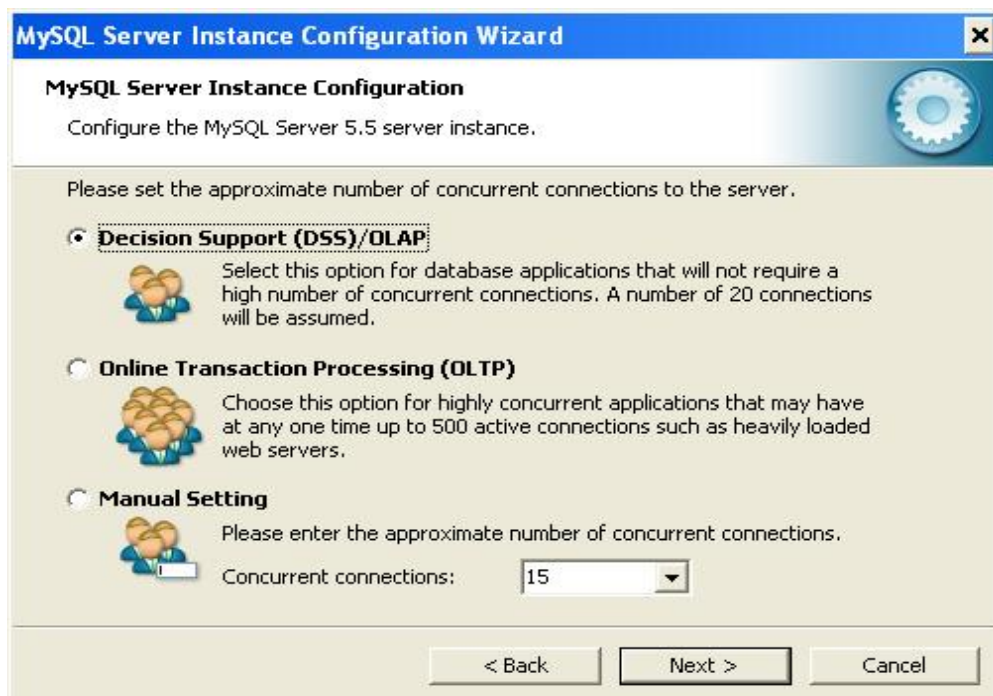 MySQL Server Instance Configuration Wizard
MySQL Server Instance Configuration
Configure the MySQL Server 5.5 server instance.
Please set the approximate number of concurrent connections to the server.
Decision Support (DSS)/OLAP
Select this option for database applications that will not require a
high number of concurrent connections. A number of 20 connections
will be assumed.
Online Transaction Processing (OLTP)
Choose this option for highly concurrent applications that may have
at any one time up to 500 active connections such as heavily loaded
web servers.
Manual Setting
Please enter the approximate number of concurrent connections.
Concurrent connections: 15
< Back Next > Cancel